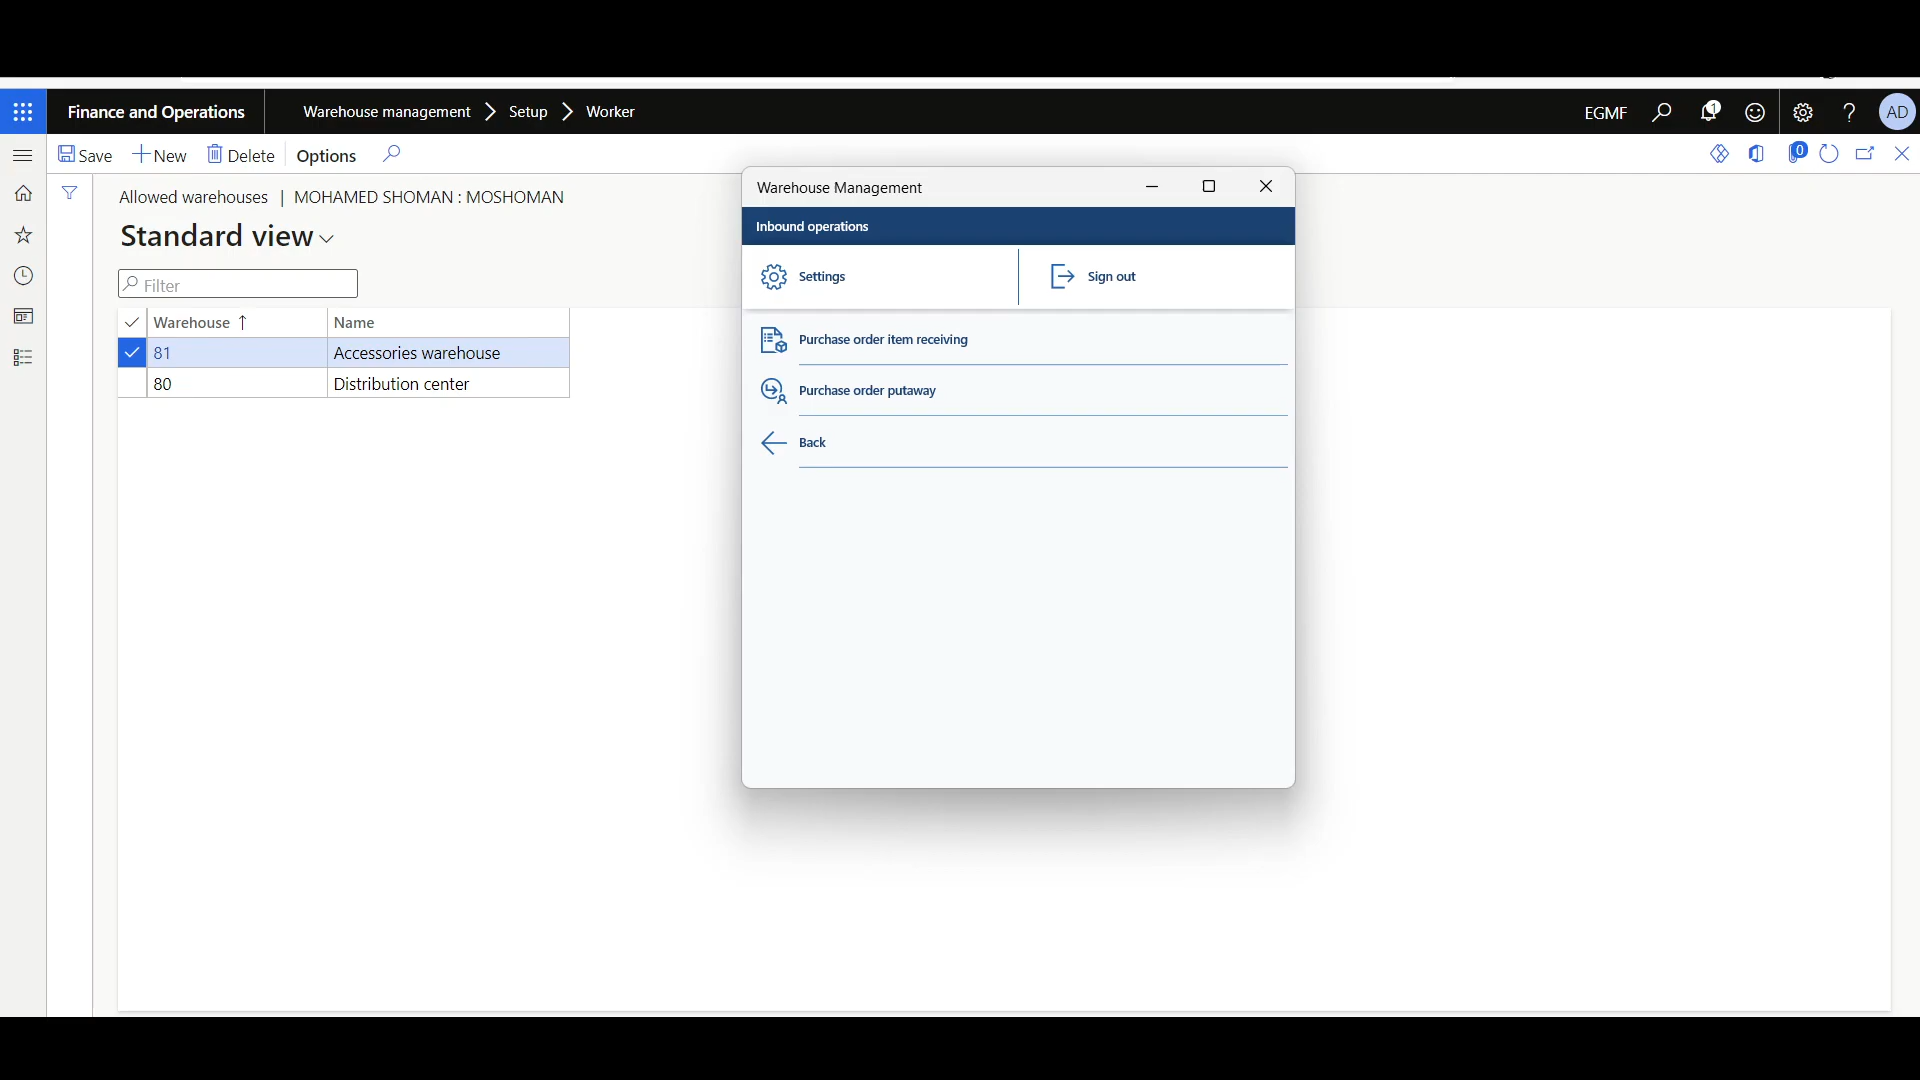 Finance and Operations
Warehouse management > Setup > Worker
EGMF
1
?
AD
Save
New
Delete
Options
0
Allowed warehouses | MOHAMED SHOMAN : MOSHOMAN
Standard view
Filter
Warehouse ↑ Name
81 Accessories warehouse
80 Distribution center
Warehouse Management
Inbound operations
Settings
Sign out
Purchase order item receiving
Purchase order putaway
Back